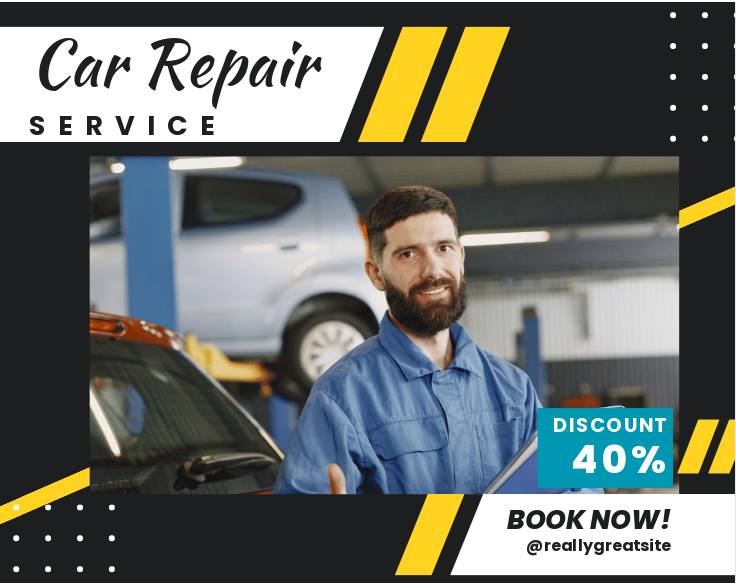 Car Repair
SERVICE
DISCOUNT
40%
BOOK NOW!
@reallygreatsite